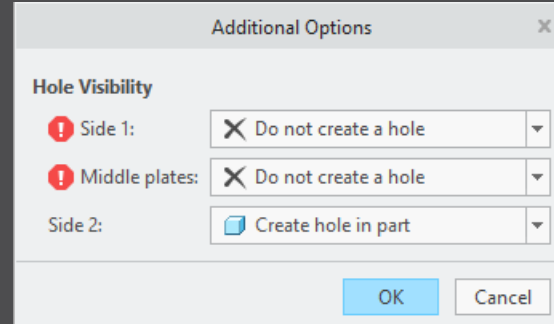 Additional Options
Hole Visibility
Side 1: Do not create a hole
Middle plates: Do not create a hole
Side 2: Create hole in part
OK Cancel